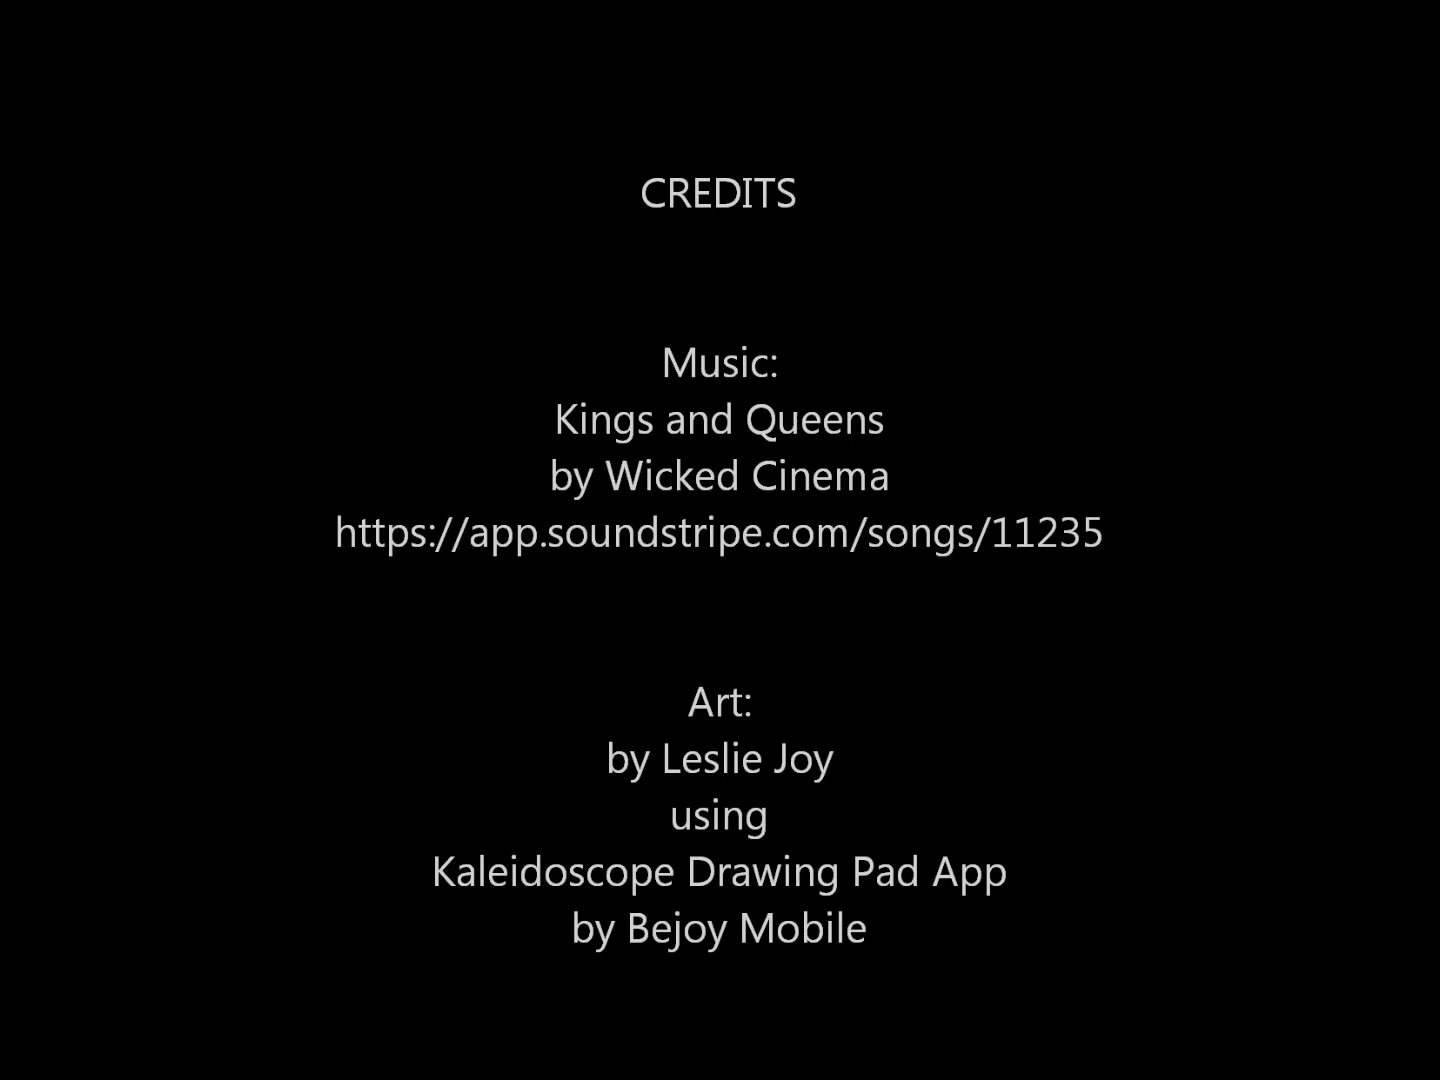 CREDITS
Music:
Kings and Queens
by Wicked Cinema
https://app.soundstripe.com/songs/11235
Art:
by Leslie Joy
using
Kaleidoscope Drawing Pad App
by Bejoy Mobile